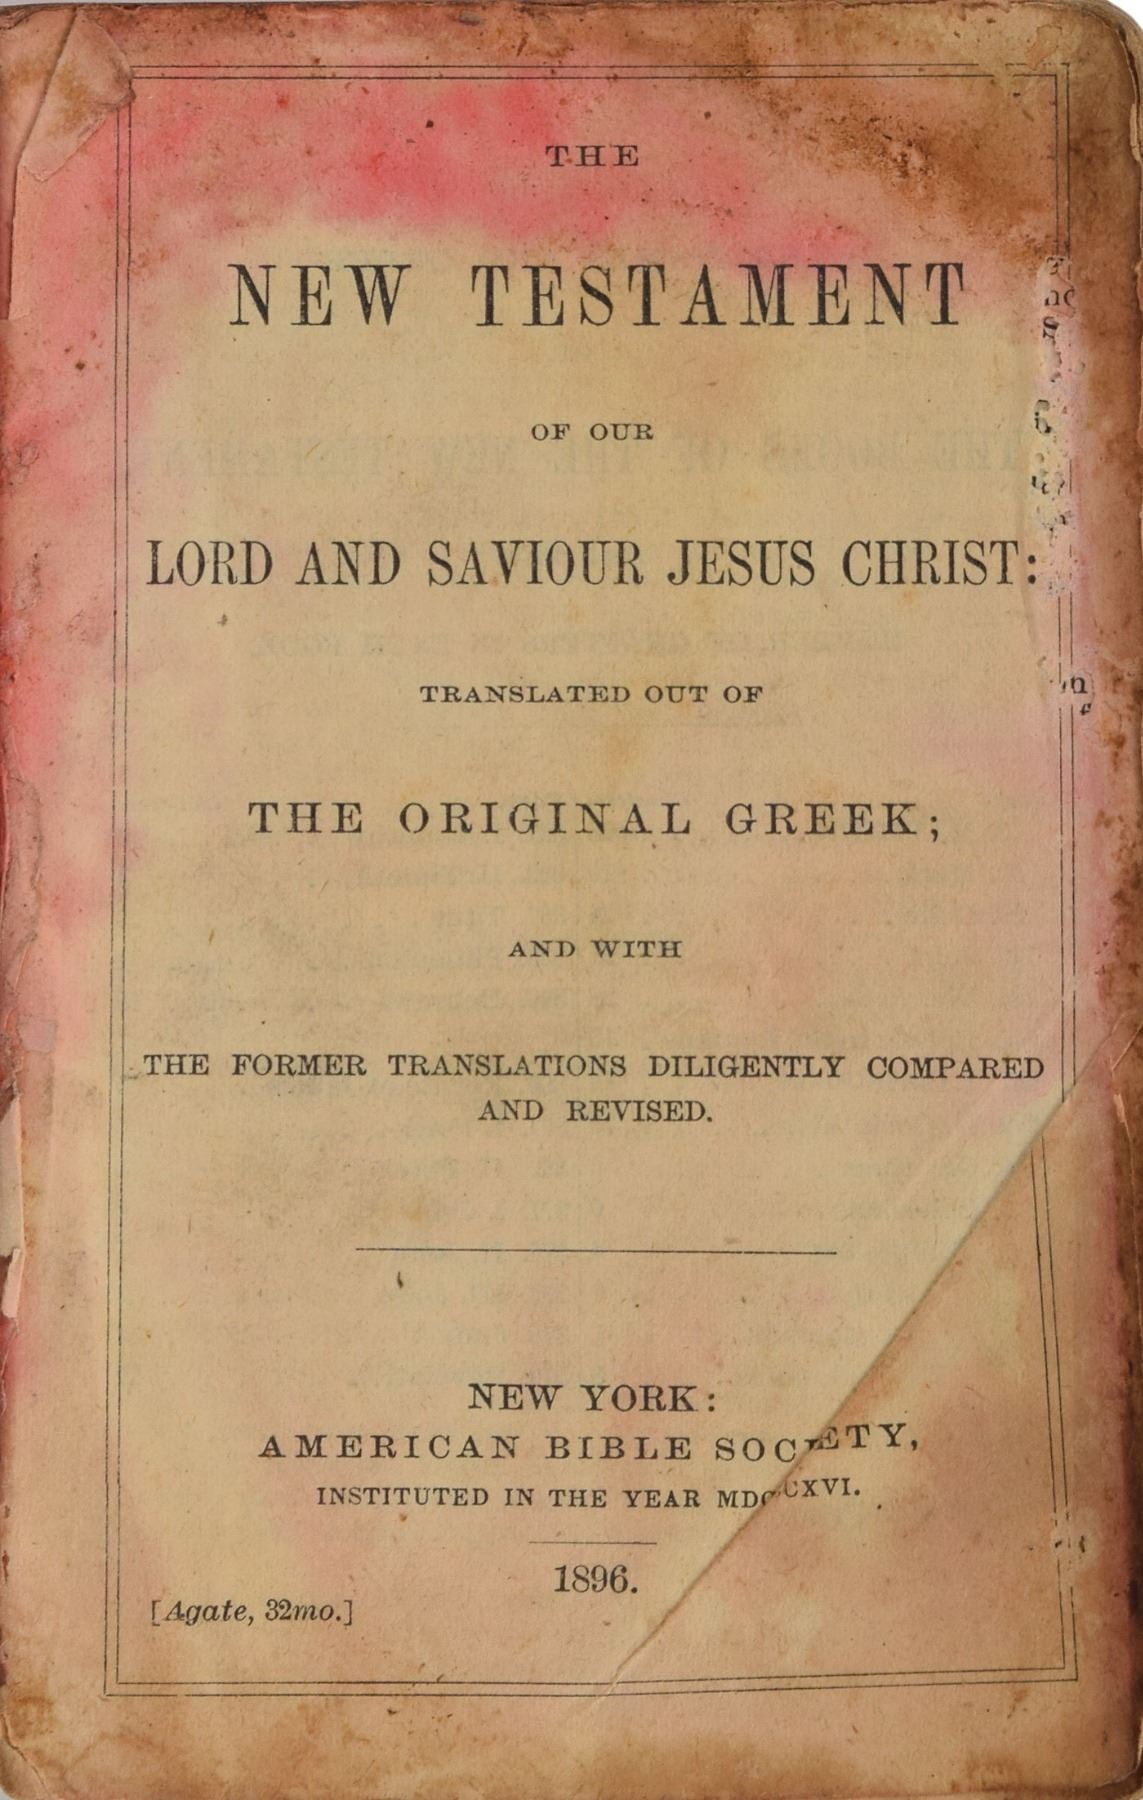 THE
NEW TESTAMENT
OF OUR
LORD AND SAVIOUR JESUS CHRIST:
TRANSLATED OUT OF
THE ORIGINAL GREEK;
AND WITH
THE FORMER TRANSLATIONS DILIGENTLY COMPARED
AND REVISED.
NEW YORK:
AMERICAN BIBLE SOCIETY,
INSTITUTED IN THE YEAR MDCCCXVI.
1896.
[Agate, 32mo.]